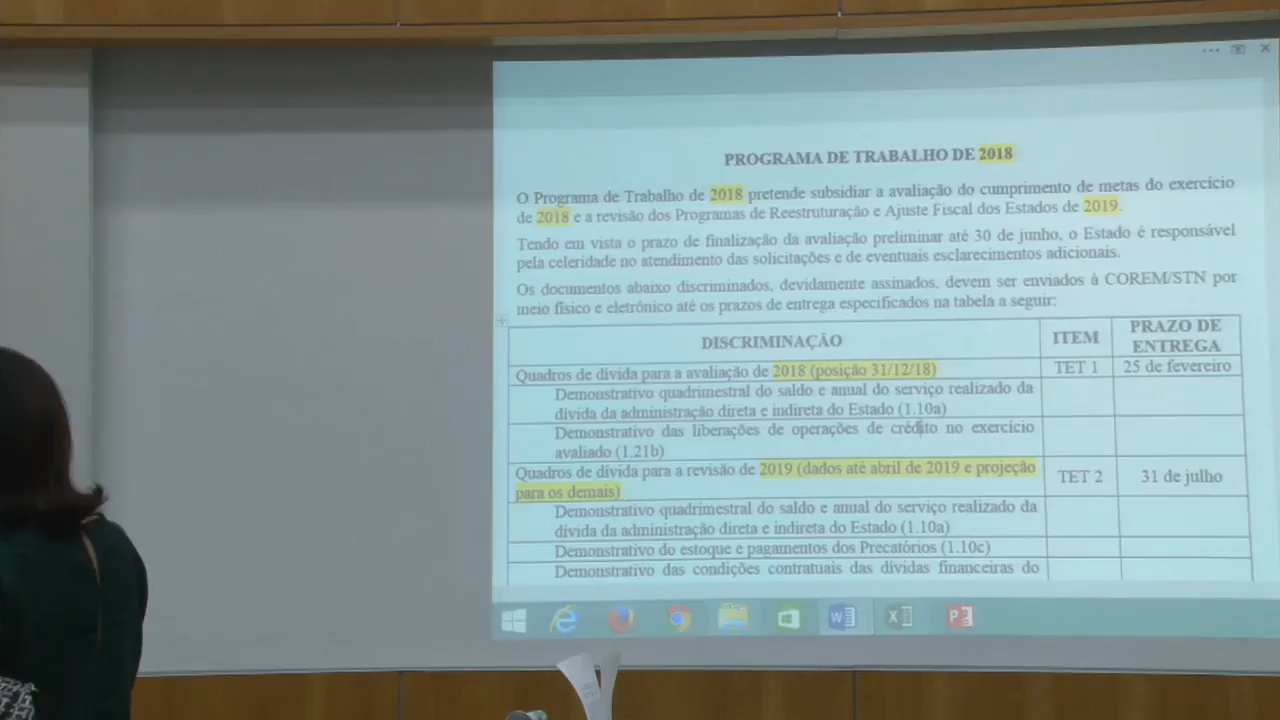 PROGRAMA DE TRABALHO DE 2018
O Programa de Trabalho de 2018 pretende subsidiar a avaliação do cumprimento de metas do exercício
de 2018 e a revisão dos Programas de Reestruturação e Ajuste Fiscal dos Estados de 2019.
Tendo em vista o prazo de finalização da avaliação preliminar até 30 de junho, o Estado é responsável
pela celeridade no atendimento das solicitações e de eventuais esclarecimentos adicionais.
Os documentos abaixo discriminados, devidamente assinados, devem ser enviados à COREM/STN por
meio físico e eletrônico até os prazos de entrega especificados na tabela a seguir:
DISCRIMINAÇÃO ITEM PRAZO DE
ENTREGA
Quadros de dívida para a avaliação de 2018 (posição 31/12/18) TET 1 25 de fevereiro
Demonstrativo quadrimestral do saldo e anual do serviço realizado da
dívida da administração direta e indireta do Estado (1.10a)
Demonstrativo das liberações de operações de crédito no exercício
avaliado (1.21b)
Quadros de dívida para a revisão de 2019 (dados até abril de 2019 e projeção
para os demais) TET 2 31 de julho
Demonstrativo quadrimestral do saldo e anual do serviço realizado da
dívida da administração direta e indireta do Estado (1.10a)
Demonstrativo do estoque e pagamentos dos Precatórios (1.10c)
Demonstrativo das condições contratuais das dívidas financeiras do